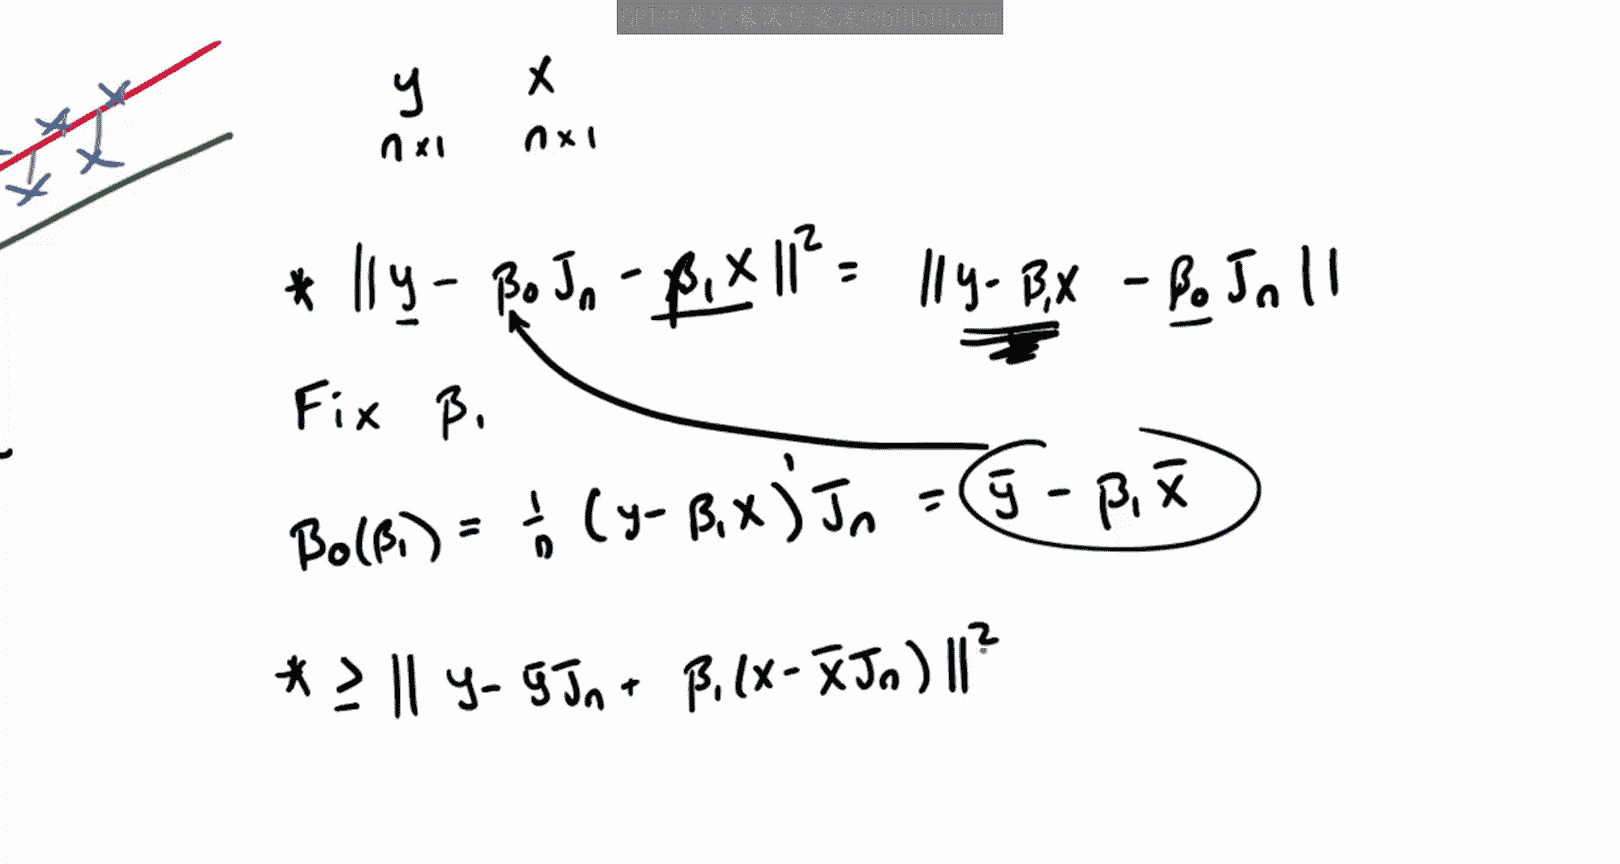 y x
n×1 n×1
* ||y - β₀Jₙ - β₁x||² = ||y - β₁x - β₀Jₙ||
Fix β₁
β₀(β₁) = 1/n (y - β₁x)'Jₙ = ȳ - β₁x̄
* ≥ ||y - ȳJₙ + β₁(x - x̄Jₙ)||²